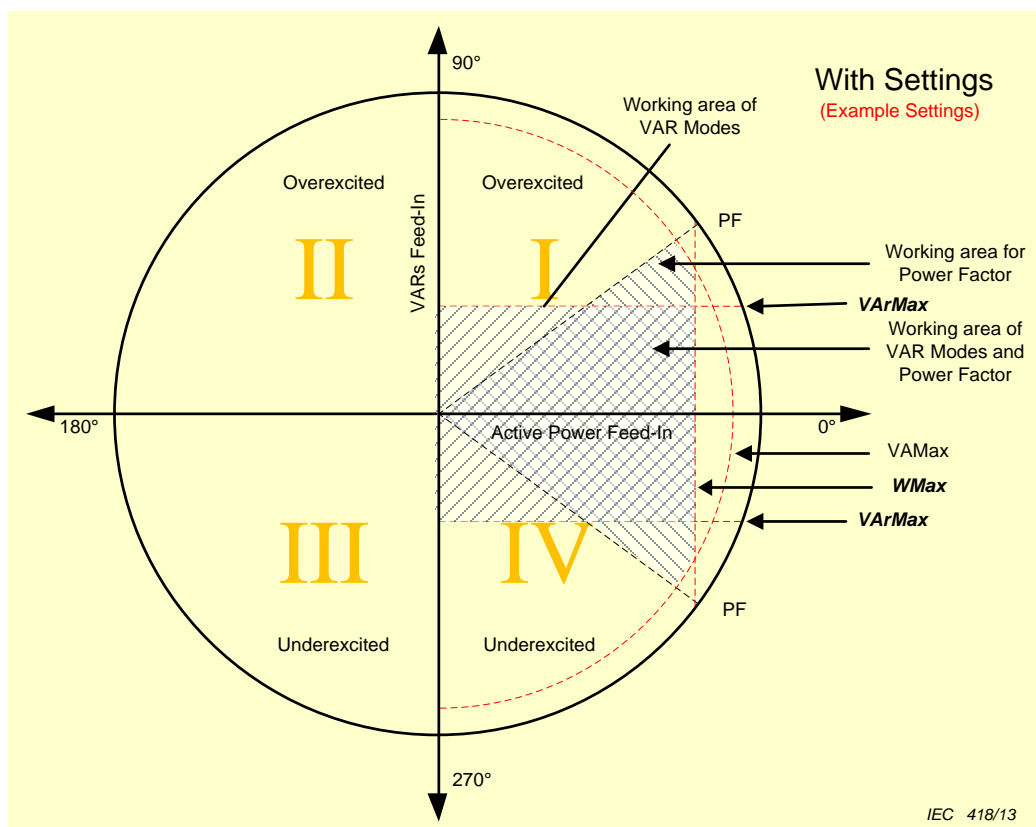 90°
With Settings
(Example Settings)
Working area of
VAR Modes
Overexcited
Overexcited
VARs Feed-In
PF
II
I
Working area for
Power Factor
VArMax
Working area
of VAR Modes and
Power Factor
180°
Active Power Feed-In
0°
VAMax
WMax
VArMax
III
IV
PF
Underexcited
Underexcited
270°
IEC 418/13